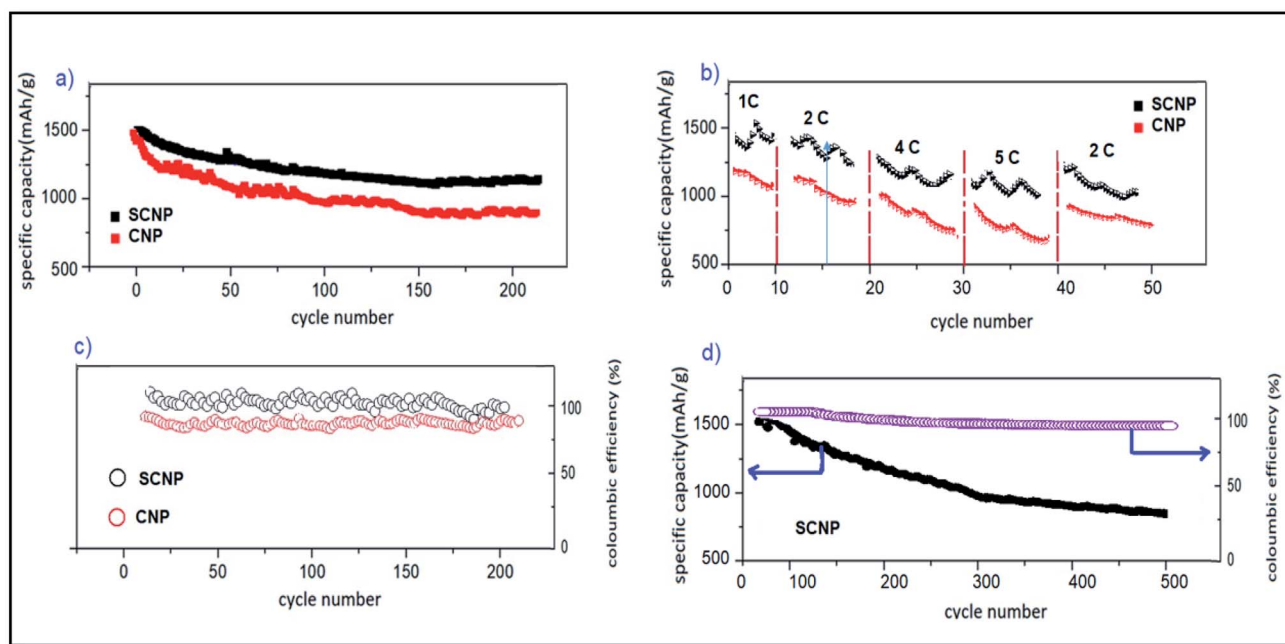 a)
specific capacity(mAh/g)
1500
1000
500
SCNP
CNP
0
50
100
150
200
cycle number
b)
specific capacity(mAh/g)
1500
1000
500
1C
2 C
4 C
5 C
2 C
SCNP
CNP
0
10
20
30
40
50
cycle number
c)
SCNP
CNP
100
50
0
coloumbic efficiency (%)
0
50
100
150
200
cycle number
d)
specific capacity(mAh/g)
1500
1000
500
SCNP
100
50
0
coloumbic efficiency (%)
0
100
200
300
400
500
cycle number